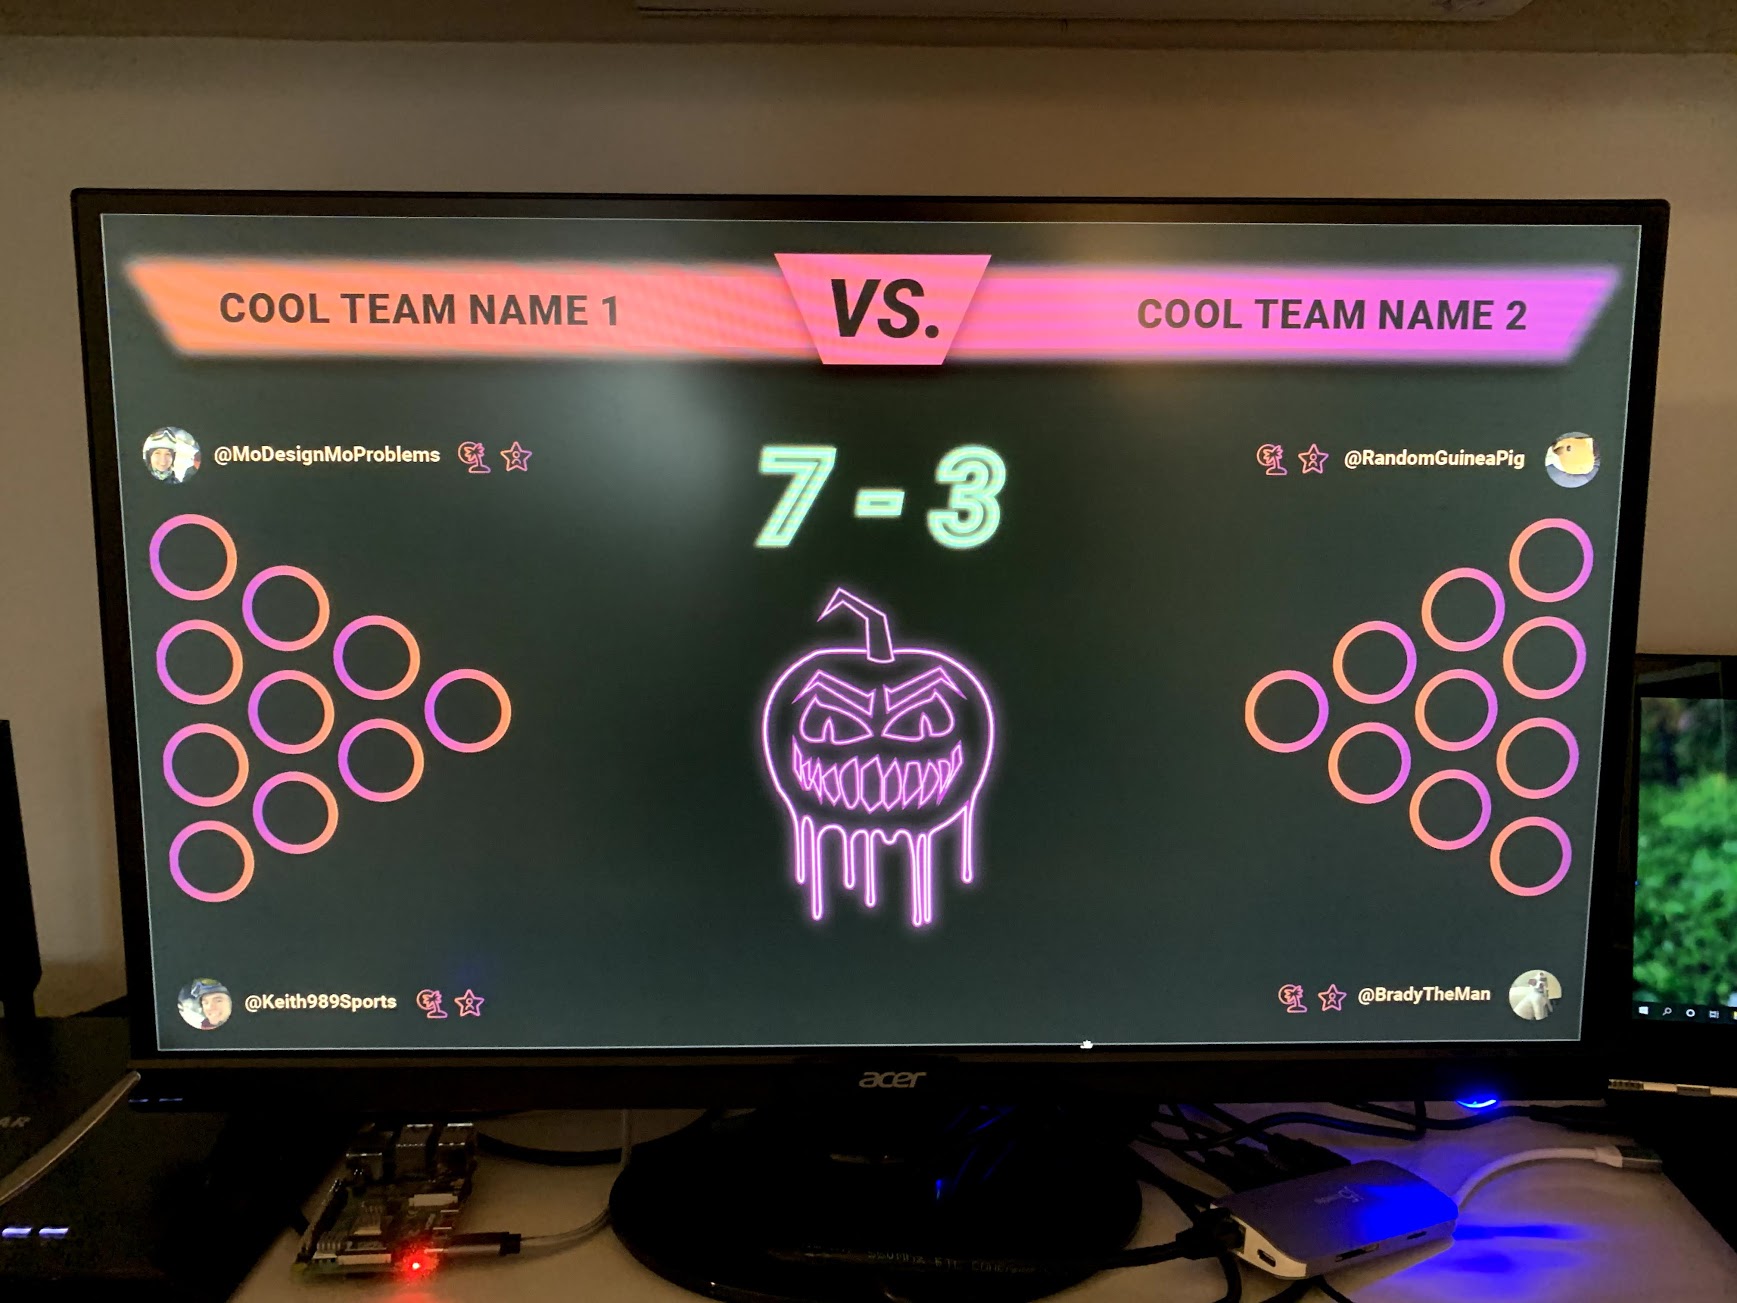 COOL TEAM NAME 1
VS.
COOL TEAM NAME 2
@MoDesignMoProblems
7 - 3
@RandomGuineaPig
@Keith989Sports
@BradyTheMan
acer